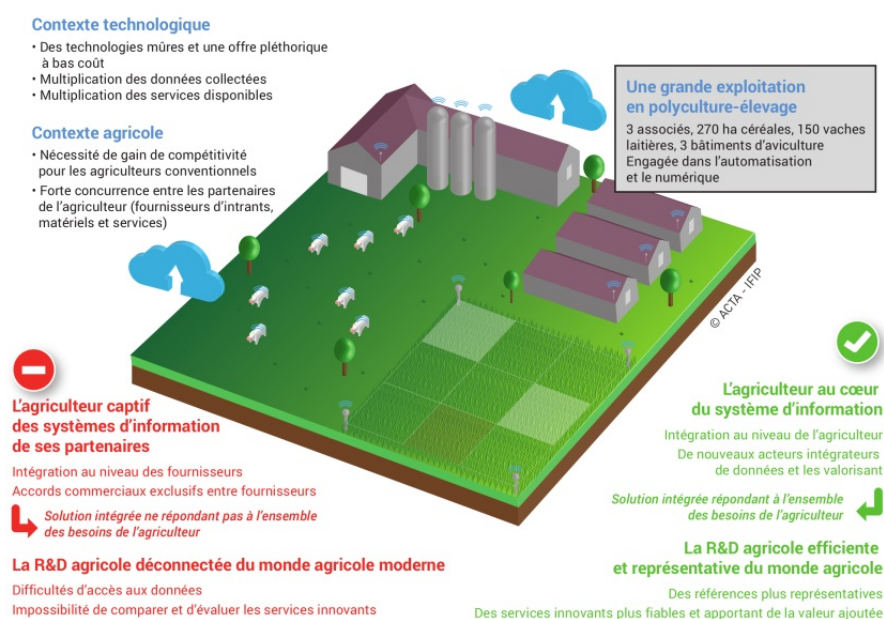 Contexte technologique
• Des technologies mûres et une offre pléthorique
à bas coût
• Multiplication des données collectées
• Multiplication des services disponibles
Contexte agricole
• Nécessité de gain de compétitivité
pour les agriculteurs conventionnels
• Forte concurrence entre les partenaires
de l'agriculteur (fournisseurs d'intrants,
matériels et services)
Une grande exploitation
en polyculture-élevage
3 associés, 270 ha céréales, 150 vaches
laitières, 3 bâtiments d'aviculture
Engagée dans l'automatisation
et le numérique
© ACTA - IFIP
L'agriculteur captif
des systèmes d'information
de ses partenaires
Intégration au niveau des fournisseurs
Accords commerciaux exclusifs entre fournisseurs
Solution intégrée ne répondant pas à l'ensemble
des besoins de l'agriculteur
La R&D agricole déconnectée du monde agricole moderne
Difficultés d'accès aux données
Impossibilité de comparer et d'évaluer les services innovants
L'agriculteur au cœur
du système d'information
Intégration au niveau de l'agriculteur
De nouveaux acteurs intégrateurs
de données et les valorisant
Solution intégrée répondant à l'ensemble
des besoins de l'agriculteur
La R&D agricole efficiente
et représentative du monde agricole
Des références plus représentatives
Des services innovants plus fiables et apportant de la valeur ajoutée